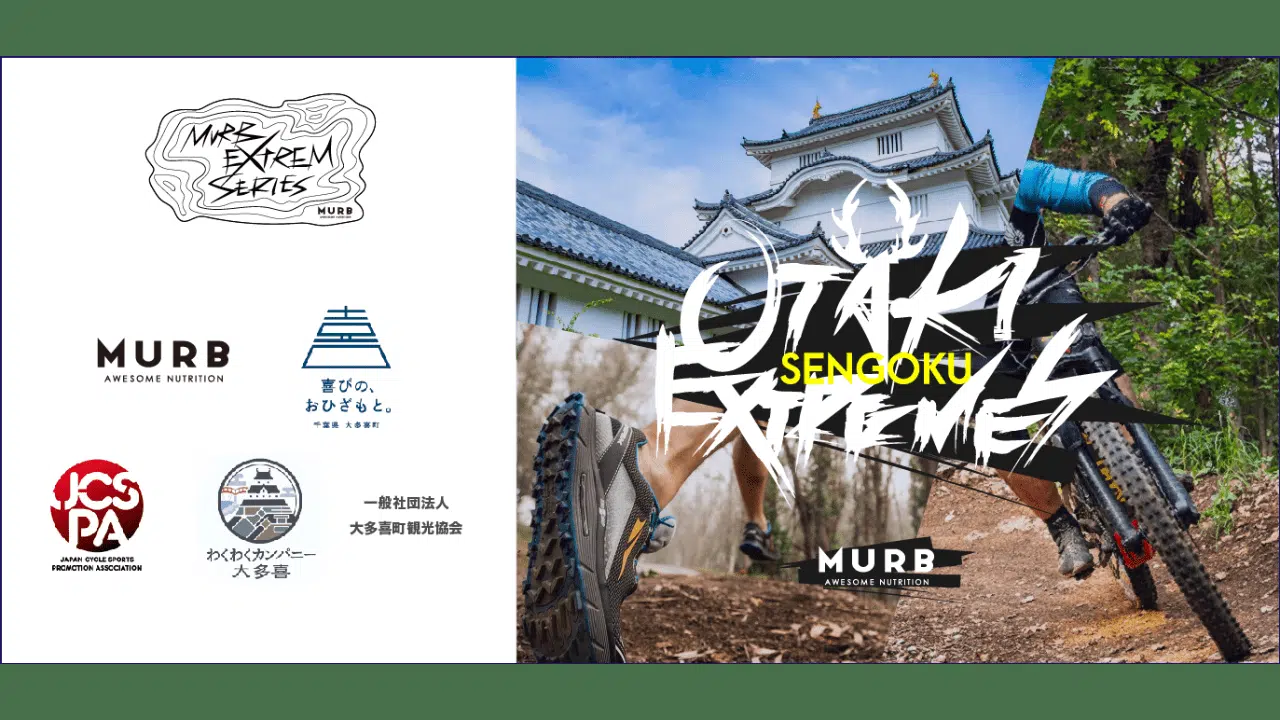 MURB
EXTREM
SERIES
MURB
MURB
AWESOME NUTRITION
喜びの、
おひざもと。
千葉県 大多喜町
JCS
PA
JAPAN CYCLE SPORTS
PROMOTION ASSOCIATION
わくわくカンパニー
大多喜
一般社団法人
大多喜町観光協会
OTAKI
SENGOKU
EXTREMES
MURB
AWESOME NUTRITION